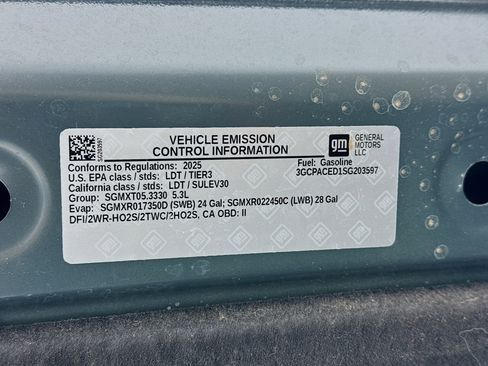 SG203597
VEHICLE EMISSION
CONTROL INFORMATION
gm
GENERAL
MOTORS
LLC
Conforms to Regulations: 2025
Fuel: Gasoline
U.S. EPA class / stds: LDT / TIER3
3GCPACED1SG203597
California class / stds: LDT / SULEV30
Group: SGMXT05.3330 5.3L
Evap: SGMXR017350D (SWB) 24 Gal; SGMXR022450C (LWB) 28 Gal
DFI/2WR-HO2S/2TWC/2HO2S, CA OBD: II